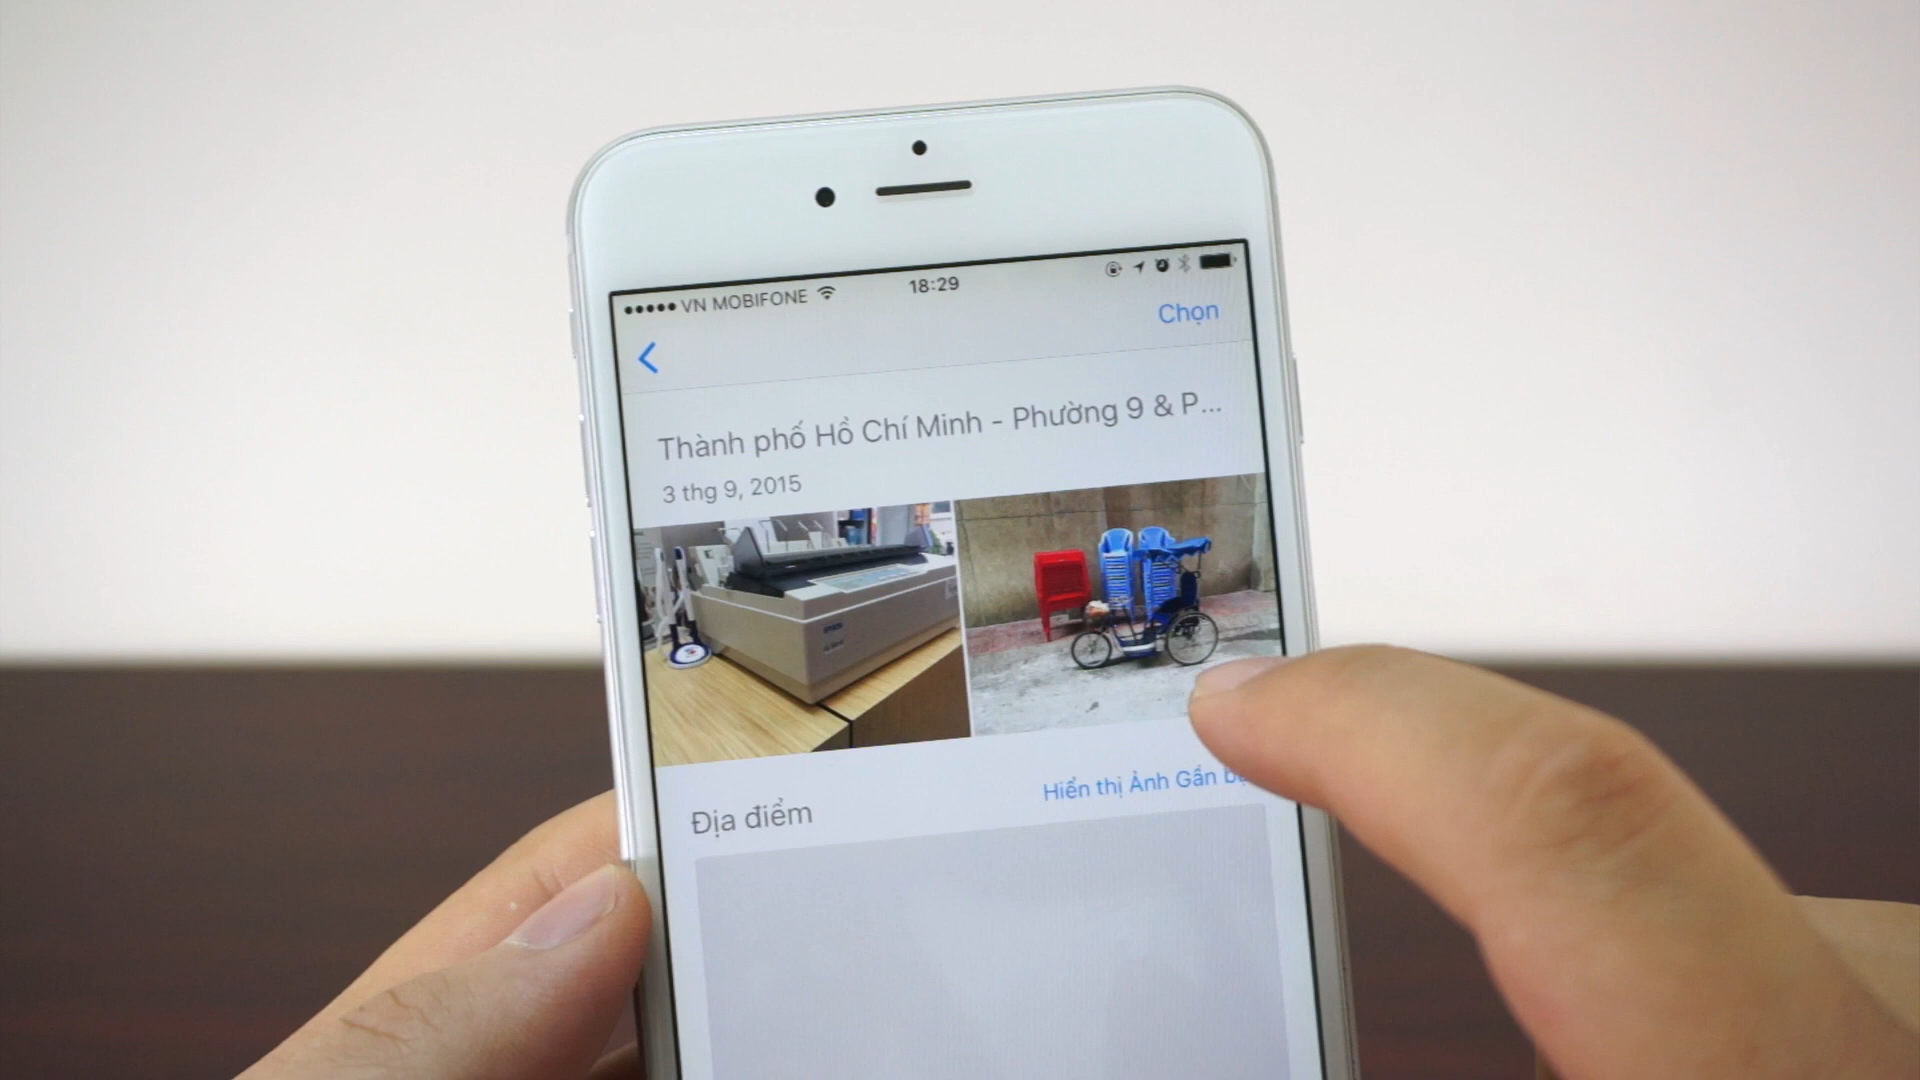 VN MOBIFONE 18:29
Chọn
Thành phố Hồ Chí Minh - Phường 9 & P...
3 thg 9, 2015
EPSON
Địa điểm
Hiển thị Ảnh Gần